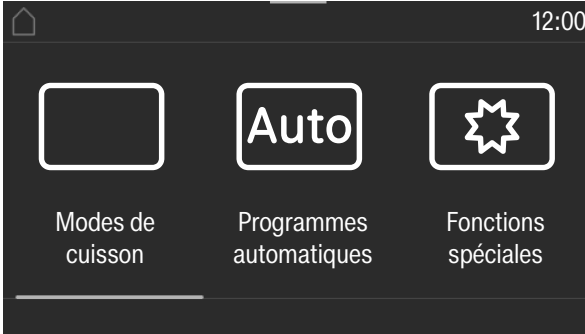 12:00
Auto
Modes de
cuisson
Programmes
automatiques
Fonctions
spéciales